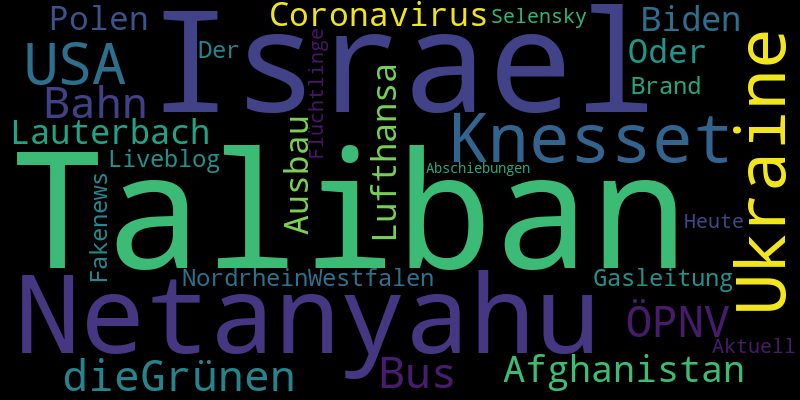 Polen
Coronavirus
Selensky
Biden
USA
Der
Israel
Oder
Bahn
Flüchtlinge
Brand
Lauterbach
Liveblog
Ausbau
Lufthansa
Knesset
Ukraine
Fakenews
Taliban
Abschiebungen
Heute
NordrheinWestfalen
Gasleitung
Netanyahu
ÖPNV
Aktuell
dieGrünen
Bus
Afghanistan